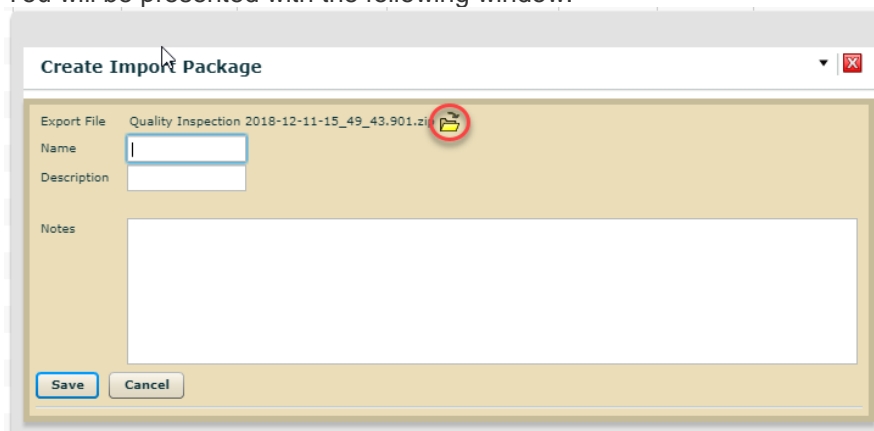 You will be presented with the following window.
Create Import Package
Export File Quality Inspection 2018-12-11-15_49_43.901.zip
Name
Description
Notes
Save Cancel